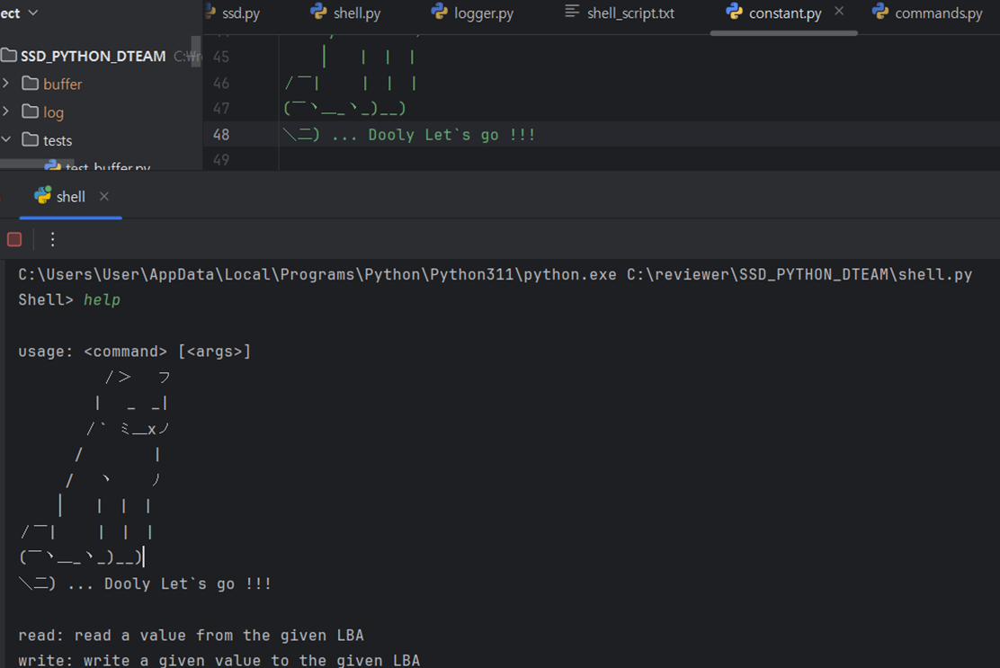 ect
ssd.py shell.py logger.py shell_script.txt constant.py commands.py
SSD_PYTHON_DTEAM
buffer
log
tests
45 | | | |
46 /￣| | | |
47 (￣ヽ＿_ヽ_)__)
48 ＼二) ... Dooly Let`s go !!!
49
shell
C:\Users\User\AppData\Local\Programs\Python\Python311\python.exe C:\reviewer\SSD_PYTHON_DTEAM\shell.py
Shell> help
usage: <command> [<args>]
/＞ フ
| _ _|
/` ミ＿xノ
/ |
/ ヽ ﾉ
│ | | |
/￣| | | |
(￣ヽ＿_ヽ_)__)
＼二) ... Dooly Let`s go !!!
read: read a value from the given LBA
write: write a given value to the given LBA